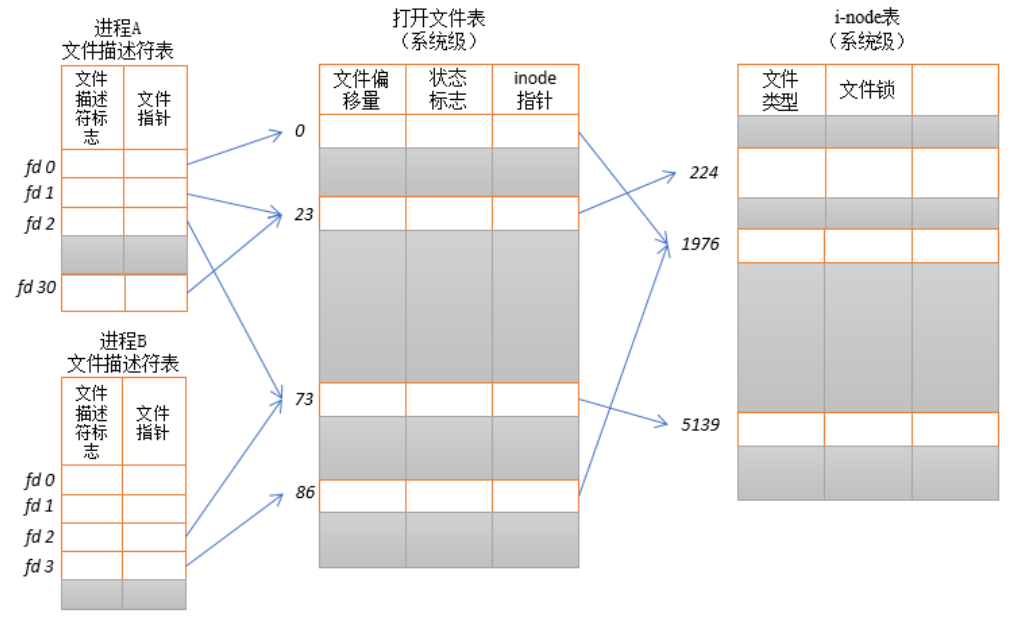 进程A
文件描述符表
文件
描述
符标
志
文件
指针
fd 0
fd 1
fd 2
fd 30
进程B
文件描述符表
文件
描述
符标
志
文件
指针
fd 0
fd 1
fd 2
fd 3
打开文件表
（系统级）
文件偏
移量
状态
标志
inode
指针
0
23
73
86
i-node表
（系统级）
文件
类型
文件锁
224
1976
5139